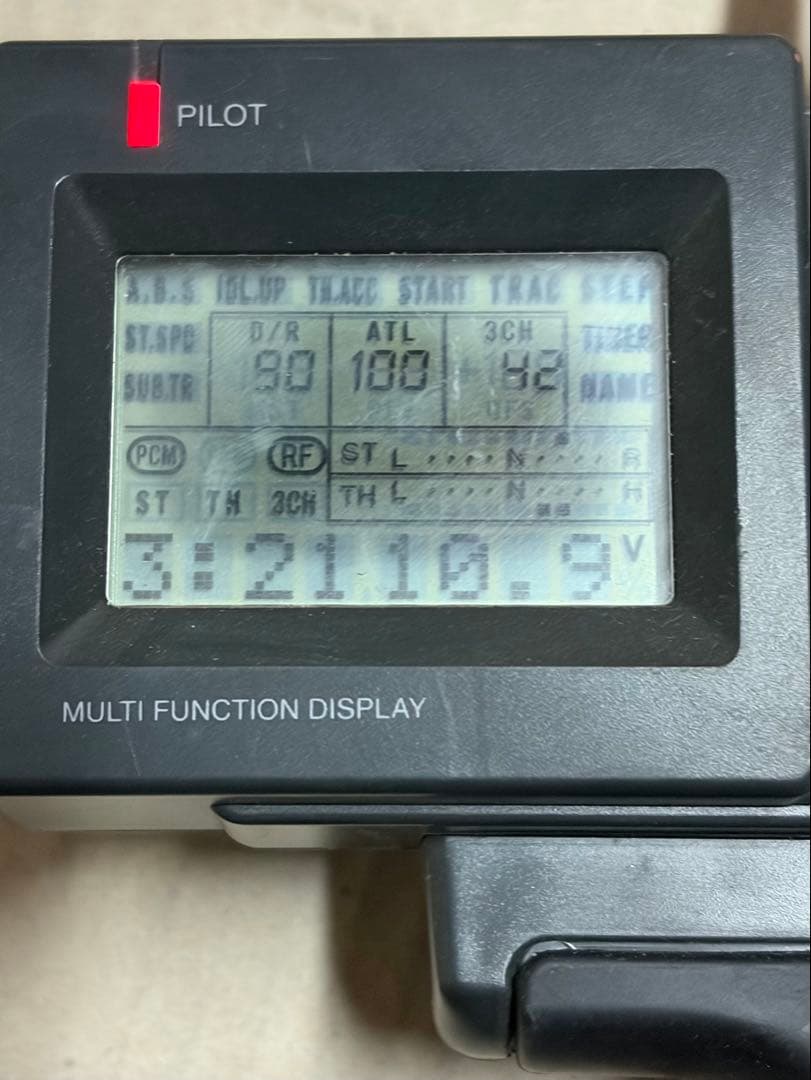 PILOT
A.B.S IDL.UP TH.ACC START TRAC
ST.SPD D/R ATL 3CH TIMER
90 100 42
SUB.TR NAME
PCM RF ST L N R
ST TH 3CH TH L N H
3:21 10.9V
MULTI FUNCTION DISPLAY